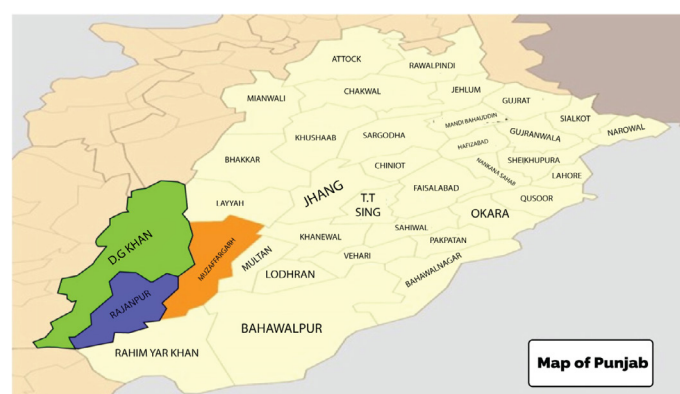 ATTOCK
RAWALPINDI
MIANWALI
CHAKWAL
JEHLUM
GUJRAT
MANDI BAHAUDDIN
SIALKOT
NAROWAL
KHUSHAAB
SARGODHA
GUJRANWALA
HAFIZABAD
BHAKKAR
CHINIOT
NANKANA SAHAB
SHEIKHUPURA
LAHORE
LAYYAH
JHANG
T.T
SING
FAISALABAD
QUSOOR
OKARA
D.G KHAN
MUZAFFARGARH
MULTAN
KHANEWAL
SAHIWAL
PAKPATAN
VEHARI
LODHRAN
BAHAWALNAGAR
RAJANPUR
BAHAWALPUR
RAHIM YAR KHAN
Map of Punjab